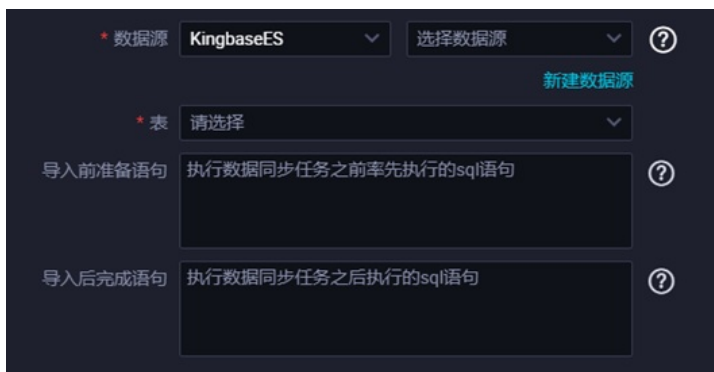 * 数据源 KingbaseES 选择数据源 ?
新建数据源
* 表 请选择
导入前准备语句 执行数据同步任务之前率先执行的sql语句 ?
导入后完成语句 执行数据同步任务之后执行的sql语句 ?